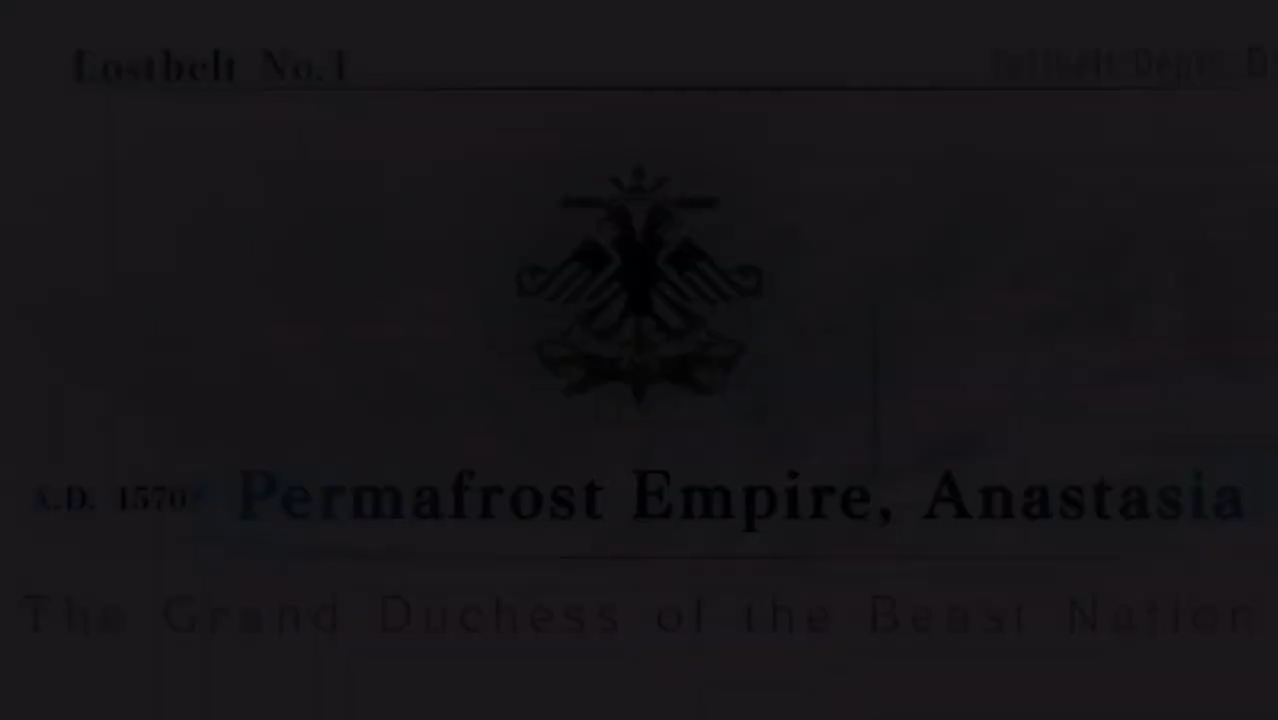 Lostbelt No.1
A.D. 1570 Permafrost Empire, Anastasia
The Grand Duchess of the Beast Nation